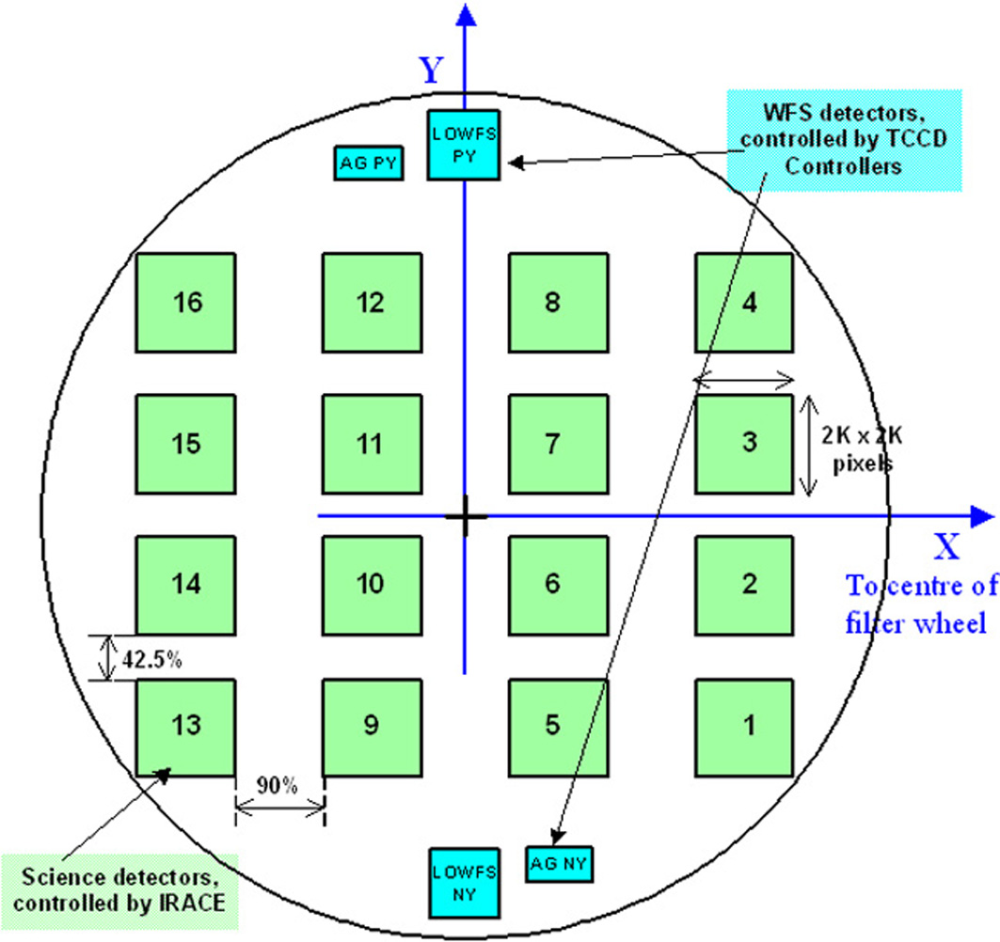 Y
WFS detectors,
controlled by TCCD
Controllers
LOWFS
PY
AG PY
16
12
8
4
15
11
7
3
2K x 2K
pixels
X
To centre of
filter wheel
14
10
6
2
42.5%
13
9
5
1
90%
Science detectors,
controlled by IRACE
LOWFS
NY
AG NY